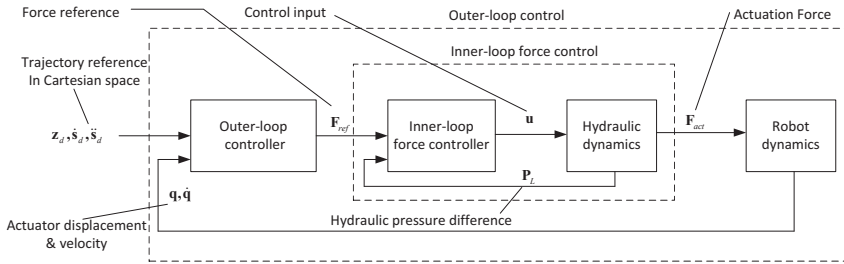 Force reference
Control input
Outer-loop control
Actuation Force
Trajectory reference
In Cartesian space
Inner-loop force control
z_d, ṡ_d, s̈_d
Outer-loop
controller
F_ref
Inner-loop
force controller
u
Hydraulic
dynamics
F_act
Robot
dynamics
P_L
q, q̇
Actuator displacement
& velocity
Hydraulic pressure difference